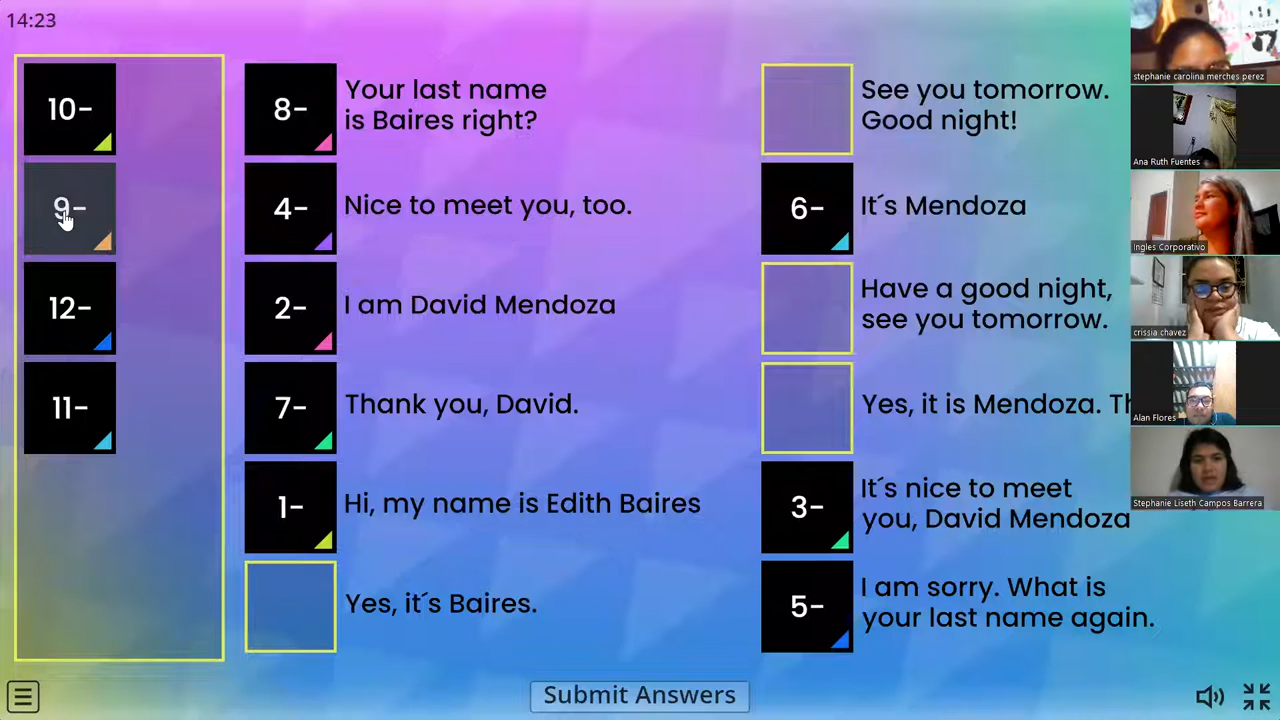 14:23
10-
9-
12-
11-
8-
Your last name
is Baires right?
4-
Nice to meet you, too.
2-
I am David Mendoza
7-
Thank you, David.
1-
Hi, my name is Edith Baires
Yes, it´s Baires.
See you tomorrow.
Good night!
6-
It´s Mendoza
Have a good night,
see you tomorrow.
Yes, it is Mendoza.
3-
It´s nice to meet
you, David Mendoza
5-
I am sorry. What is
your last name again.
Submit Answers
stephanie carolina merches perez
Ana Ruth Fuentes
Ingles Corporativo
crissia chavez
Alan Flores
Stephanie Liseth Campos Barrera